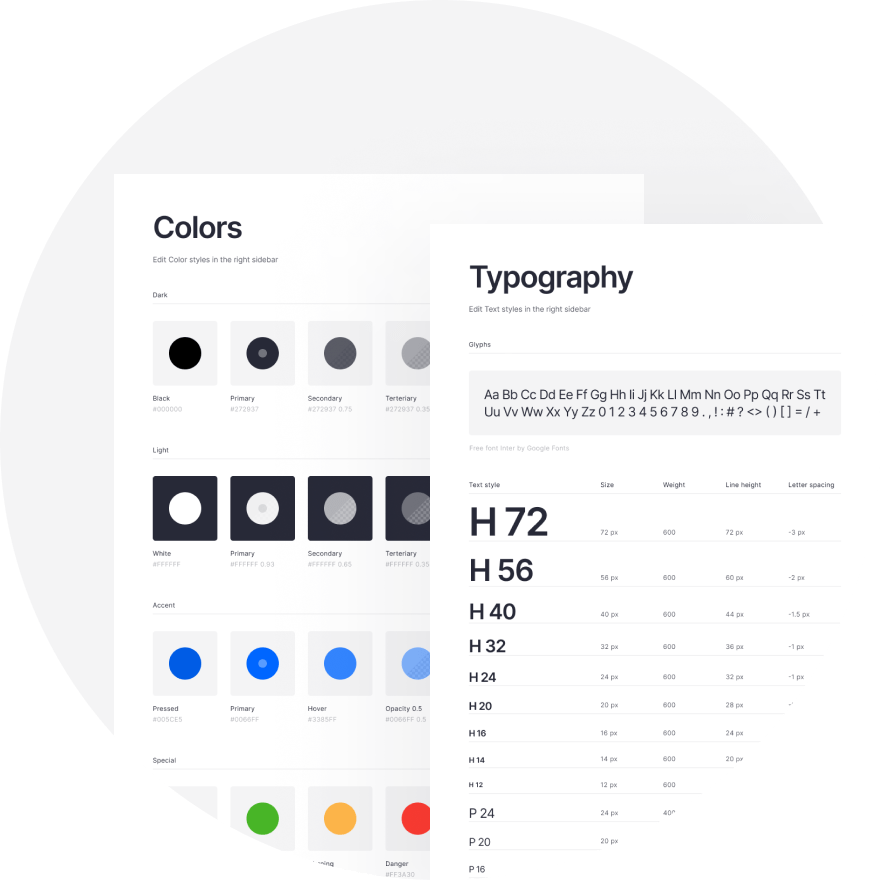 Colors
Edit Color styles in the right sidebar
Dark
Black
Primary
Secondary
Terteriary
#000000
#272937
#272937 0.75
#272937 0.35
Light
White
Primary
Secondary
Terteriary
#FFFFFF
#FFFFFF 0.93
#FFFFFF 0.65
#FFFFFF 0.35
Accent
Pressed
Primary
Hover
Opacity 0.5
#005CE5
#0066FF
#3385FF
#0066FF 0.5
Special
Danger
#FF3A30
Typography
Edit Text styles in the right sidebar
Glyphs
Aa Bb Cc Dd Ee Ff Gg Hh Ii Jj Kk Ll Mm Nn Oo Pp Qq Rr Ss Tt
Uu Vv Ww Xx Yy Zz 0 1 2 3 4 5 6 7 8 9 . , ! : # ? <> ( ) [ ] = / +
Free font Inter by Google Fonts
Text style Size Weight Line height Letter spacing
H 72 72 px 600 72 px -3 px
H 56 56 px 600 60 px -2 px
H 40 40 px 600 44 px -1.5 px
H 32 32 px 600 36 px -1 px
H 24 24 px 600 32 px -1 px
H 20 20 px 600 28 px
H 16 16 px 600 24 px
H 14 14 px 600 20 px
H 12 12 px 600
P 24 24 px
P 20 20 px
P 16